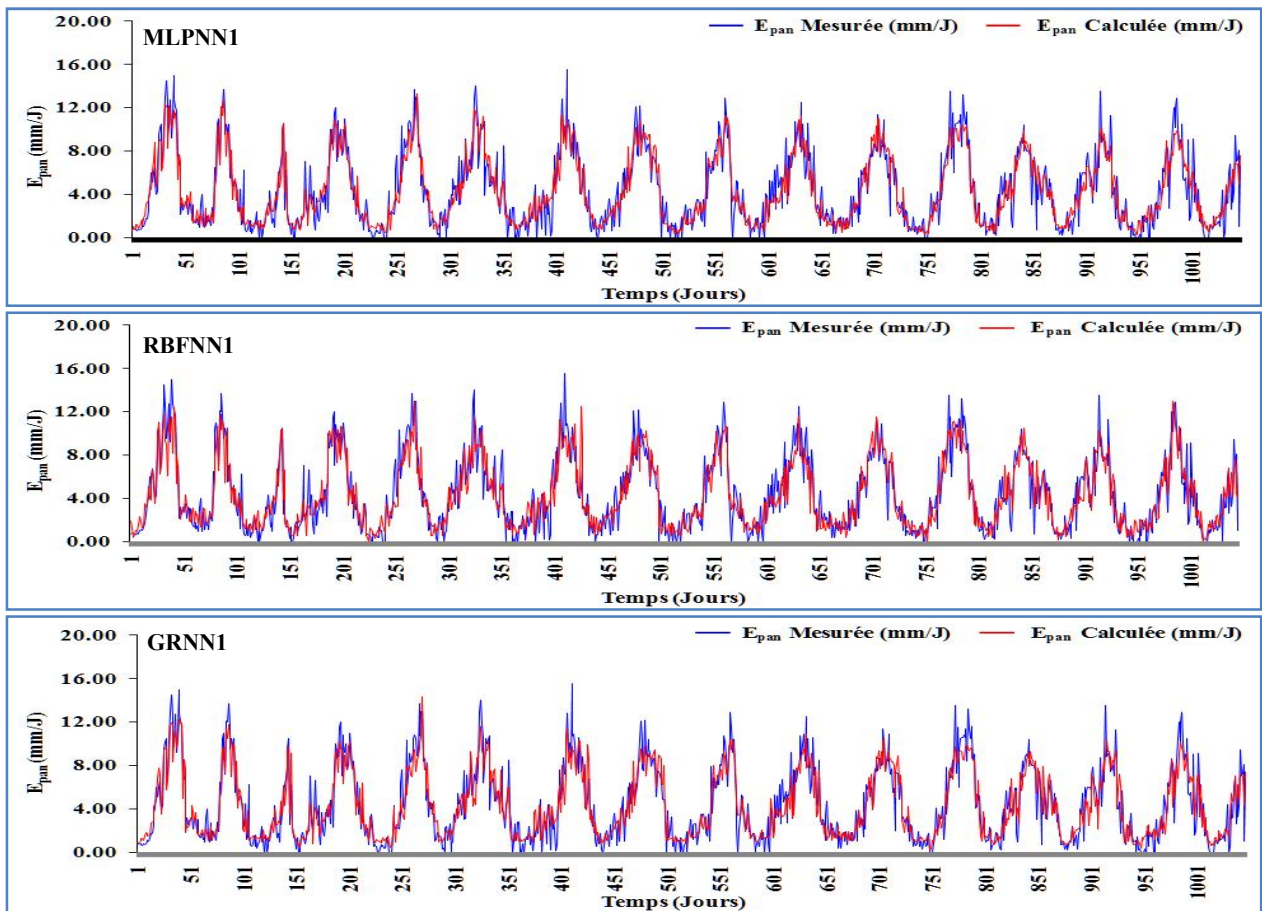 MLPNN1
E_pan Mesurée (mm/J) E_pan Calculée (mm/J)
E_pan (mm/J)
20.00
16.00
12.00
8.00
4.00
0.00
1 51 101 151 201 251 301 351 401 451 501 551 601 651 701 751 801 851 901 951 1001
Temps (Jours)
RBFNN1
E_pan Mesurée (mm/J) E_pan Calculée (mm/J)
E_pan (mm/J)
20.00
16.00
12.00
8.00
4.00
0.00
1 51 101 151 201 251 301 351 401 451 501 551 601 651 701 751 801 851 901 951 1001
Temps (Jours)
GRNN1
E_pan Mesurée (mm/J) E_pan Calculée (mm/J)
E_pan (mm/J)
20.00
16.00
12.00
8.00
4.00
0.00
1 51 101 151 201 251 301 351 401 451 501 551 601 651 701 751 801 851 901 951 1001
Temps (Jours)